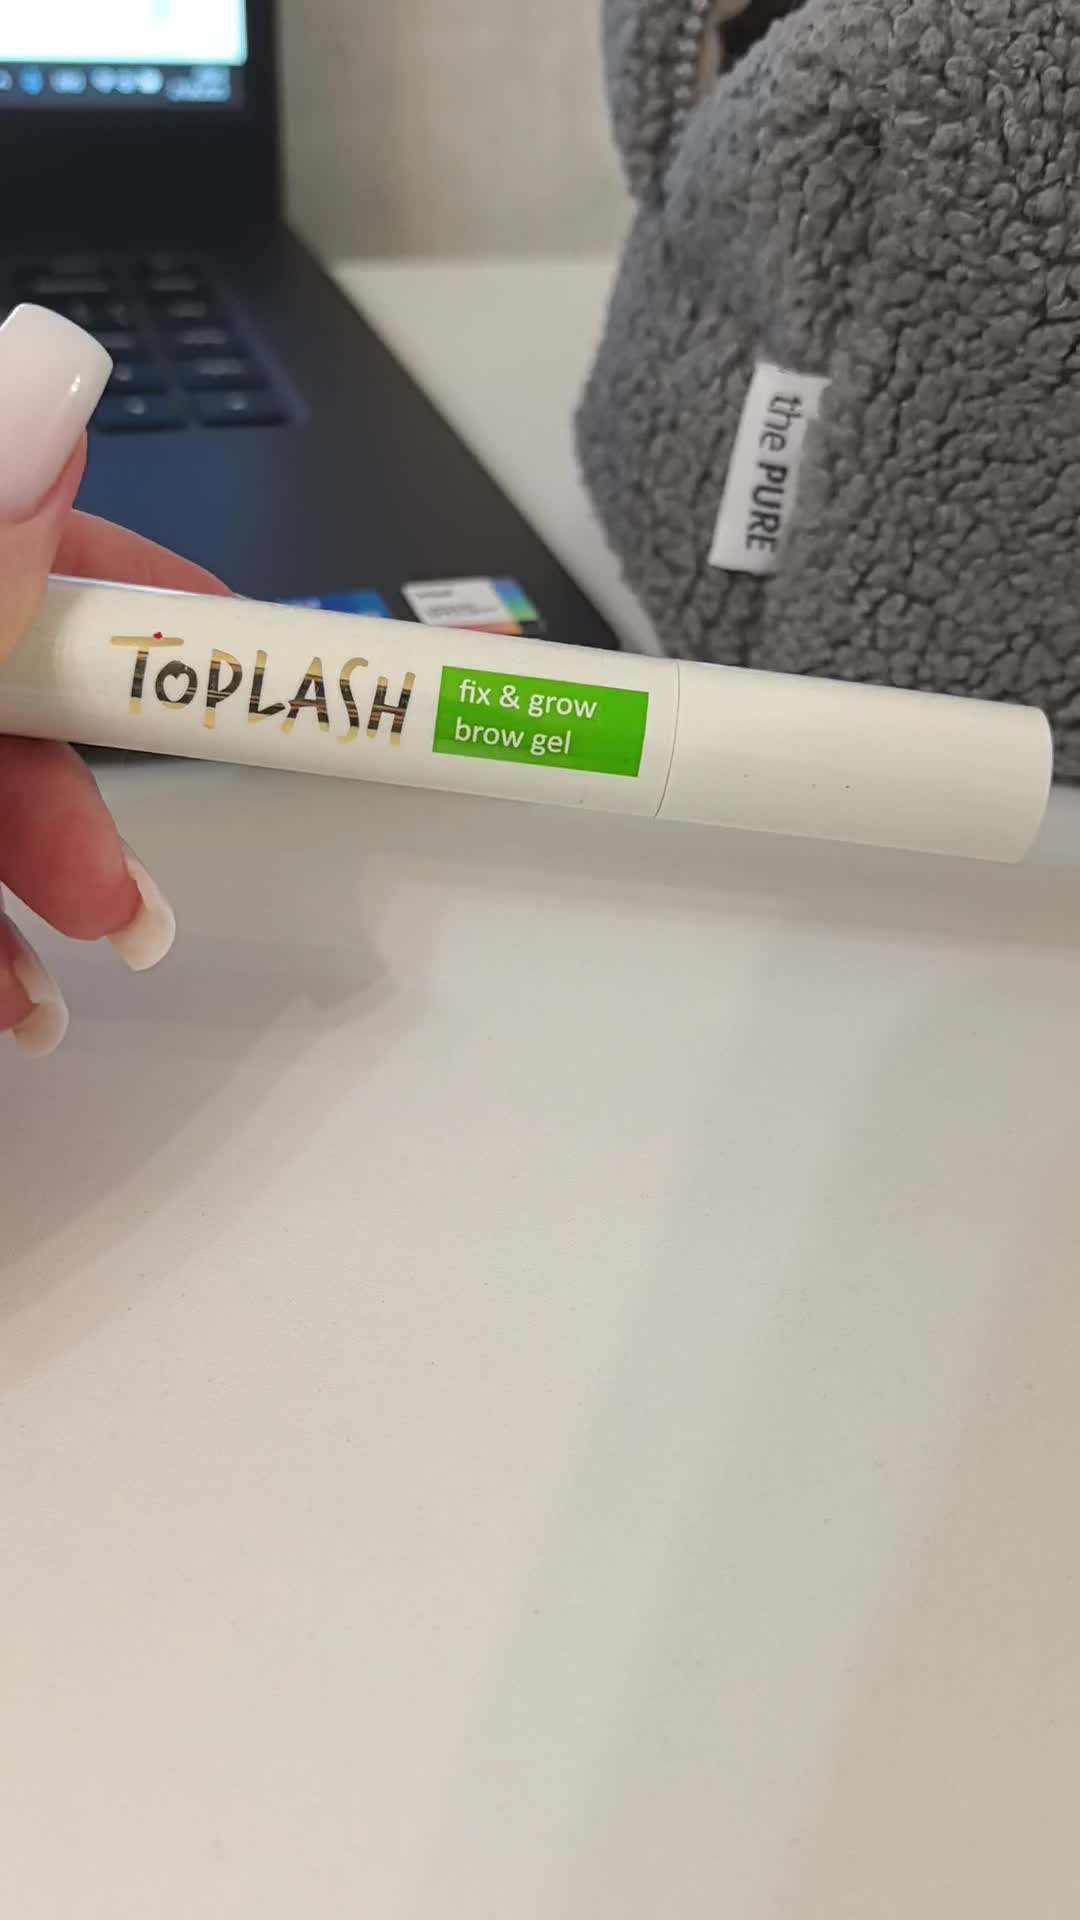 the PURE
TOPLASH
fix & grow
brow gel